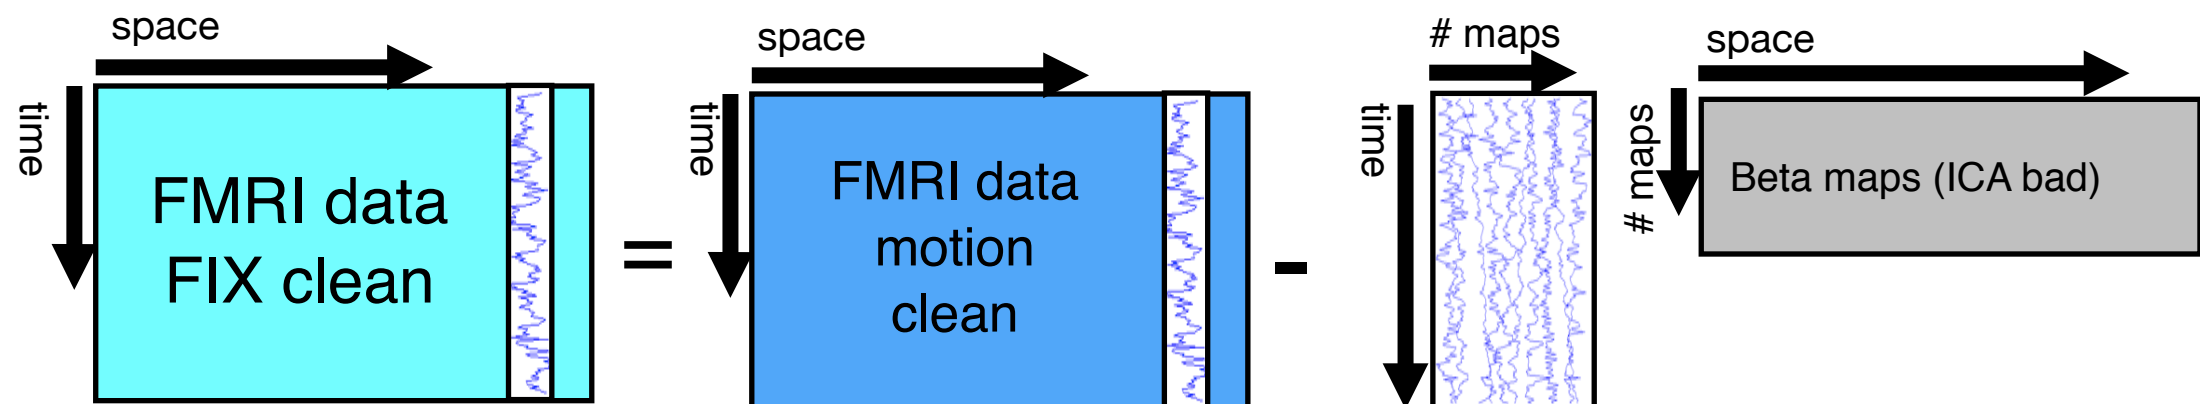 space
time
FMRI data
FIX clean
=
space
time
FMRI data
motion
clean
-
# maps
time
space
# maps
Beta maps (ICA bad)